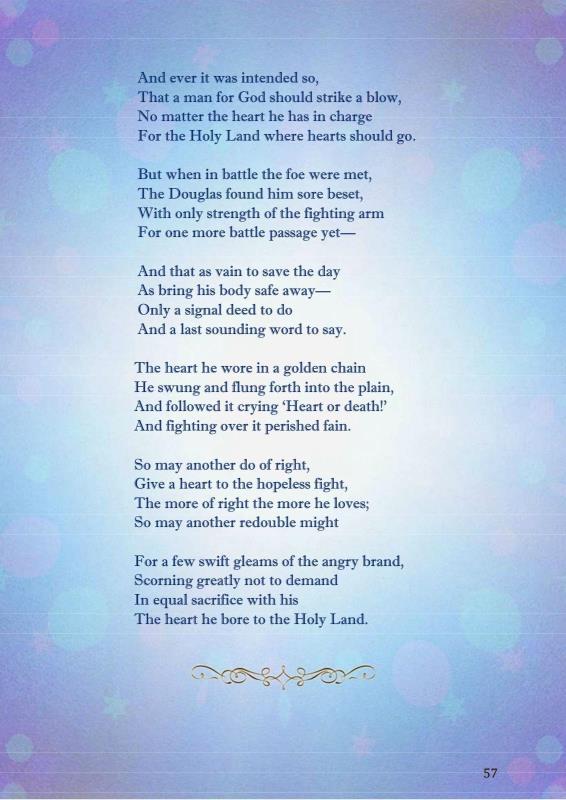 And ever it was intended so,
That a man for God should strike a blow,
No matter the heart he has in charge
For the Holy Land where hearts should go.
But when in battle the foe were met,
The Douglas found him sore beset,
With only strength of the fighting arm
For one more battle passage yet—
And that as vain to save the day
As bring his body safe away—
Only a signal deed to do
And a last sounding word to say.
The heart he wore in a golden chain
He swung and flung forth into the plain,
And followed it crying ‘Heart or death!’
And fighting over it perished fain.
So may another do of right,
Give a heart to the hopeless fight,
The more of right the more he loves;
So may another redouble might
For a few swift gleams of the angry brand,
Scorning greatly not to demand
In equal sacrifice with his
The heart he bore to the Holy Land.
57